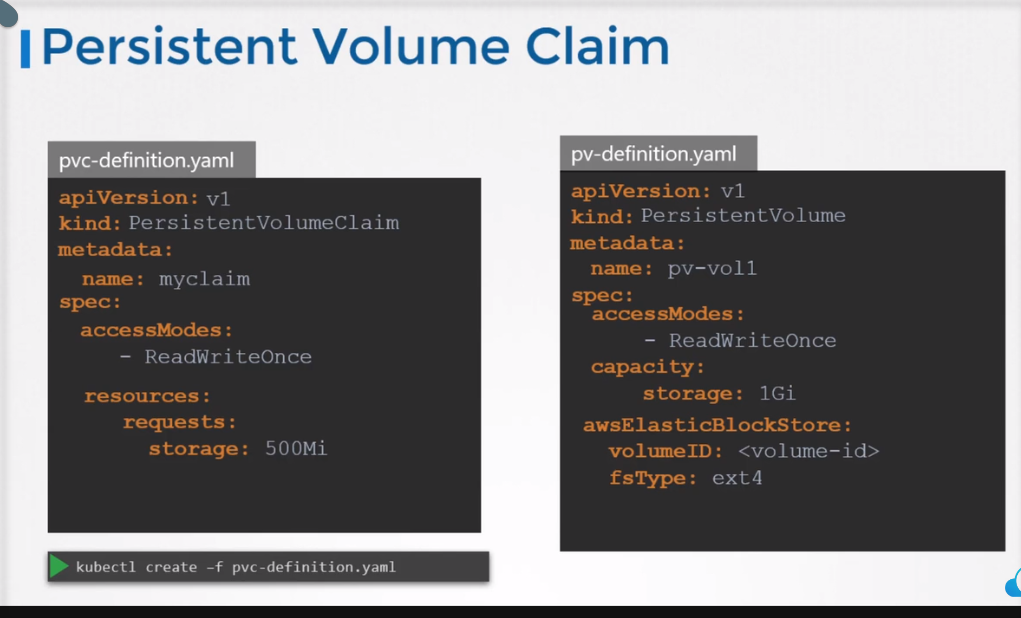 Persistent Volume Claim
pvc-definition.yaml
apiVersion: v1
kind: PersistentVolumeClaim
metadata:
name: myclaim
spec:
accessModes:
- ReadWriteOnce
resources:
requests:
storage: 500Mi
kubectl create –f pvc-definition.yaml
pv-definition.yaml
apiVersion: v1
kind: PersistentVolume
metadata:
name: pv-vol1
spec:
accessModes:
- ReadWriteOnce
capacity:
storage: 1Gi
awsElasticBlockStore:
volumeID: <volume-id>
fsType: ext4